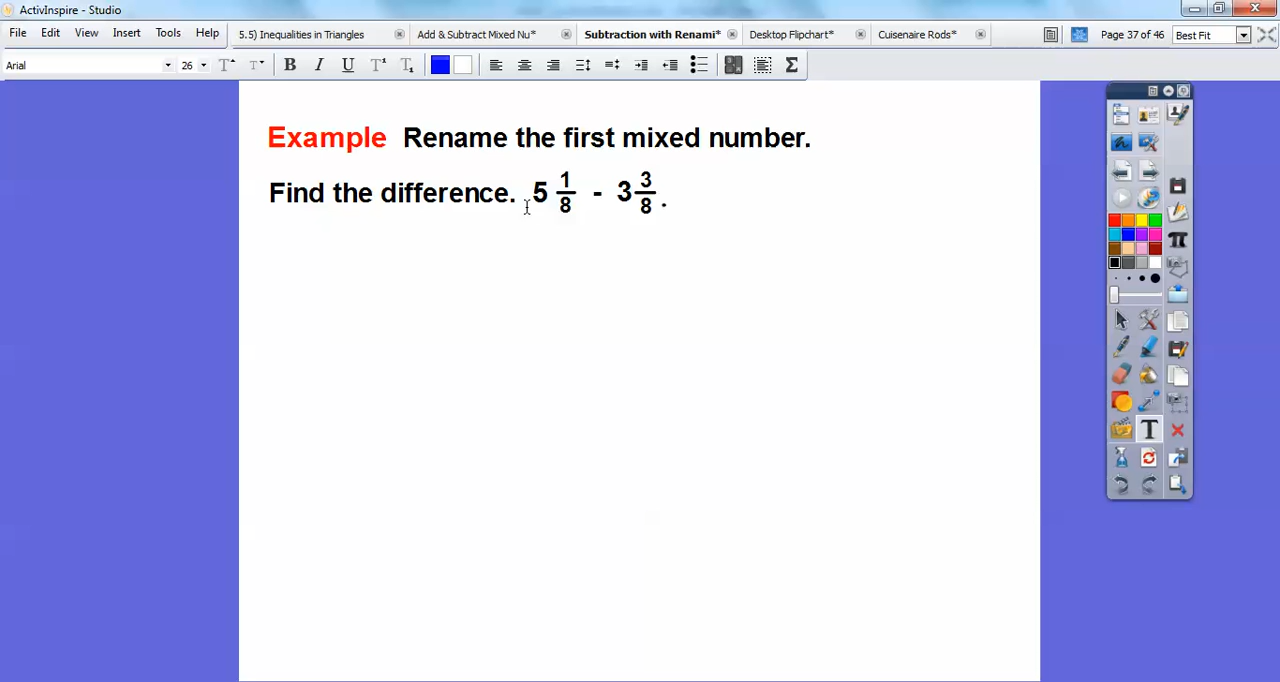 ActivInspire - Studio
File Edit View Insert Tools Help
5.5) Inequalities in Triangles Add & Subtract Mixed Nu* Subtraction with Renami* Desktop Flipchart* Cuisenaire Rods* Page 37 of 46 Best Fit
Arial 26 T T B I U T T Σ
Example Rename the first mixed number.
Find the difference. 5 1/8 - 3 3/8 .
π
T